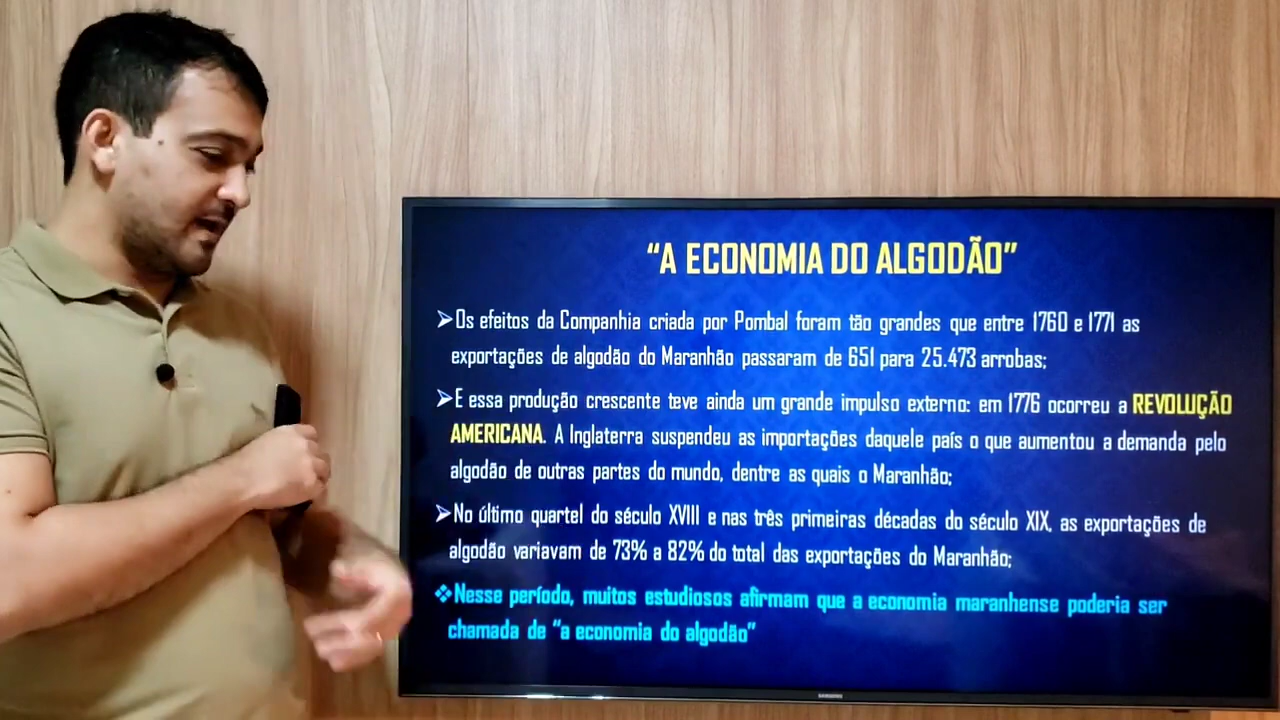 “A ECONOMIA DO ALGODÃO”
➤Os efeitos da Companhia criada por Pombal foram tão grandes que entre 1760 e 1771 as
exportações de algodão do Maranhão passaram de 651 para 25.473 arrobas;
➤E essa produção crescente teve ainda um grande impulso externo: em 1776 ocorreu a REVOLUÇÃO
AMERICANA. A Inglaterra suspendeu as importações daquele país o que aumentou a demanda pelo
algodão de outras partes do mundo, dentre as quais o Maranhão;
➤No último quartel do século XVIII e nas três primeiras décadas do século XIX, as exportações de
algodão variavam de 73% a 82% do total das exportações do Maranhão;
❖Nesse período, muitos estudiosos afirmam que a economia maranhense poderia ser
chamada de “a economia do algodão”
SAMSUNG